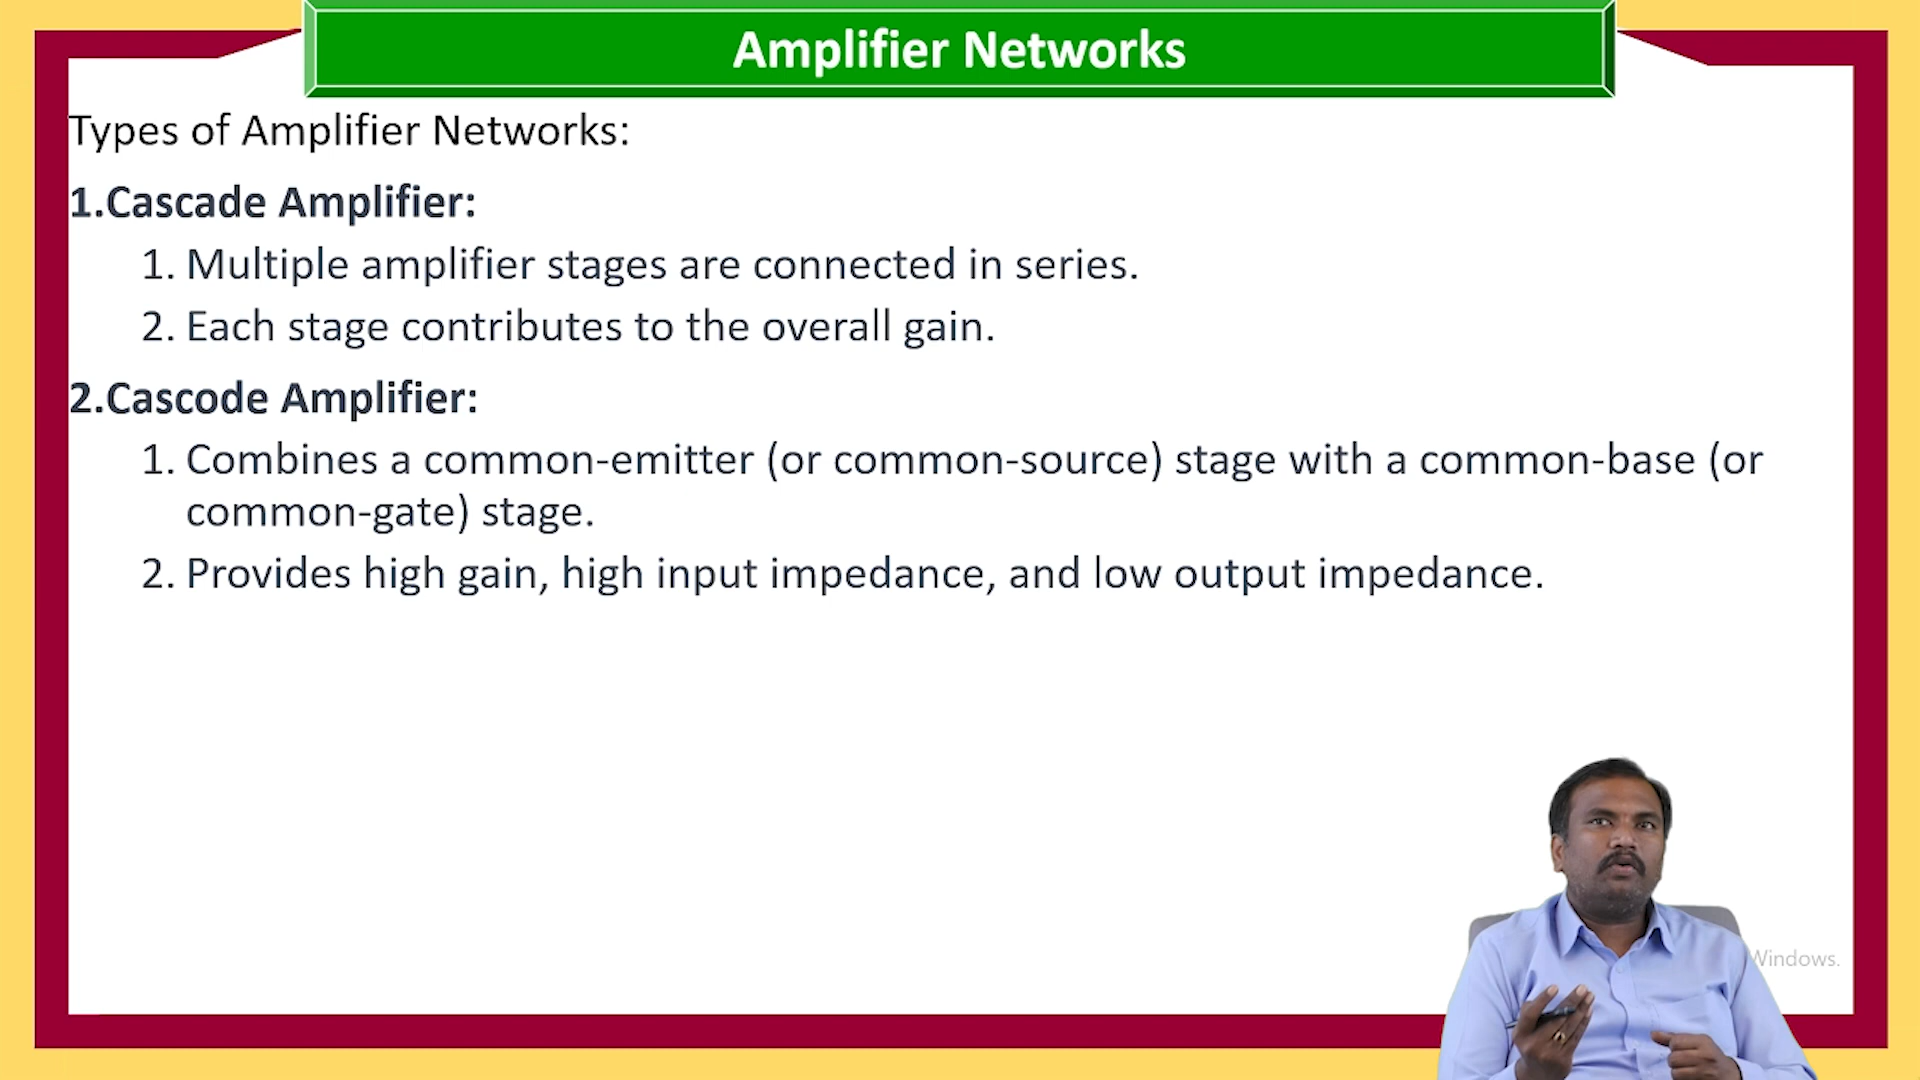 Amplifier Networks
Types of Amplifier Networks:
1.Cascade Amplifier:
1. Multiple amplifier stages are connected in series.
2. Each stage contributes to the overall gain.
2.Cascode Amplifier:
1. Combines a common-emitter (or common-source) stage with a common-base (or
common-gate) stage.
2. Provides high gain, high input impedance, and low output impedance.
Windows.